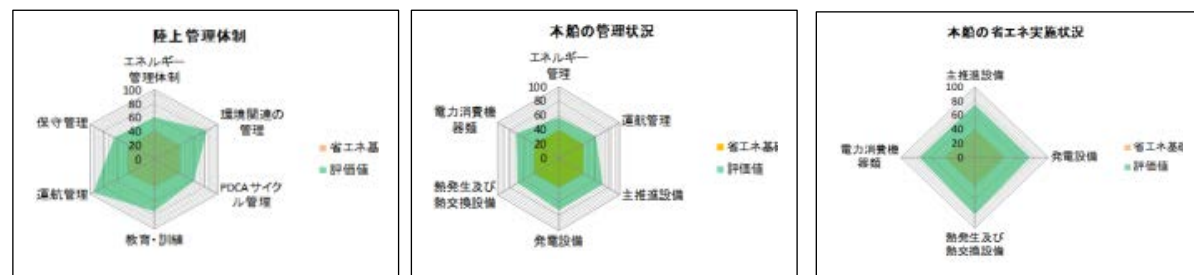 陸上管理体制
エネルギー
管理体制
100
80
60
40
20
0
環境関連の
管理
PDCAサイク
ル管理
教育・訓練
運航管理
保守管理
省エネ基
評価値
本船の管理状況
エネルギー
管理
100
80
60
40
20
0
運航管理
主推進設備
発電設備
熱発生及び
熱交換設備
電力消費機
器類
省エネ基礎
評価値
本船の省エネ実施状況
主推進設備
100
80
60
40
20
0
発電設備
熱発生及び
熱交換設備
電力消費機
器類
省エネ基礎
評価値